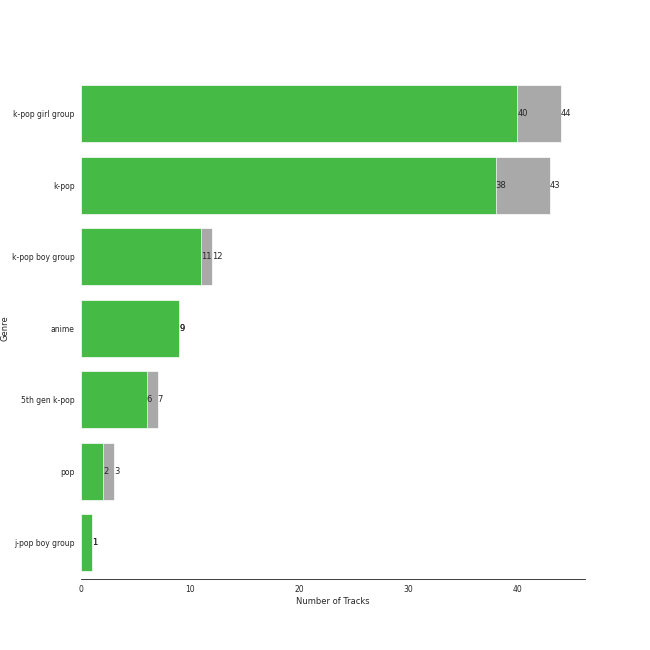 k-pop girl group 40 44
k-pop 38 43
k-pop boy group 11 12
anime 9
5th gen k-pop 6 7
pop 2 3
j-pop boy group 1
0 10 20 30 40
Number of Tracks
Genre